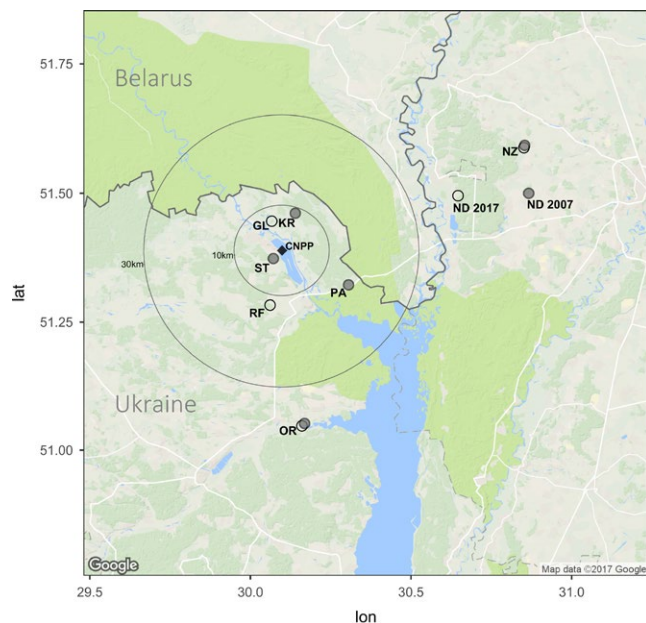 51.75
51.50
51.25
51.00
lat
Belarus
NZ
ND 2017
ND 2007
GL
KR
CNPP
10km
30km
ST
PA
RF
Ukraine
OR
Google
Map data ©2017 Google
29.5
30.0
30.5
31.0
lon